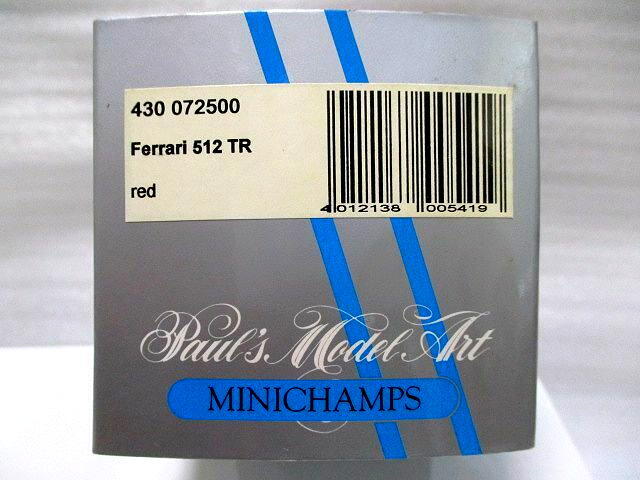 430 072500
Ferrari 512 TR
red
4 012138 005419
Paul's Model Art
MINICHAMPS